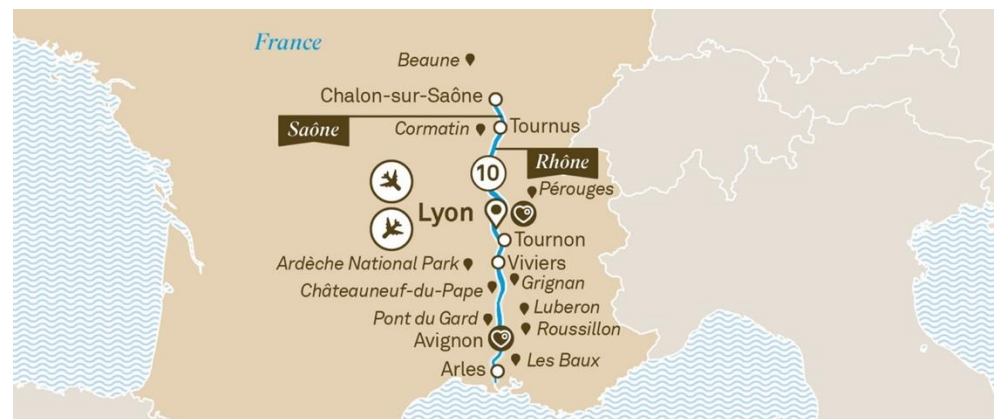 France
Beaune
Chalon-sur-Saône
Saône
Cormatin
Tournus
Rhône
10
Pérouges
Lyon
Tournon
Ardèche National Park
Viviers
Grignan
Châteauneuf-du-Pape
Luberon
Pont du Gard
Roussillon
Avignon
Les Baux
Arles